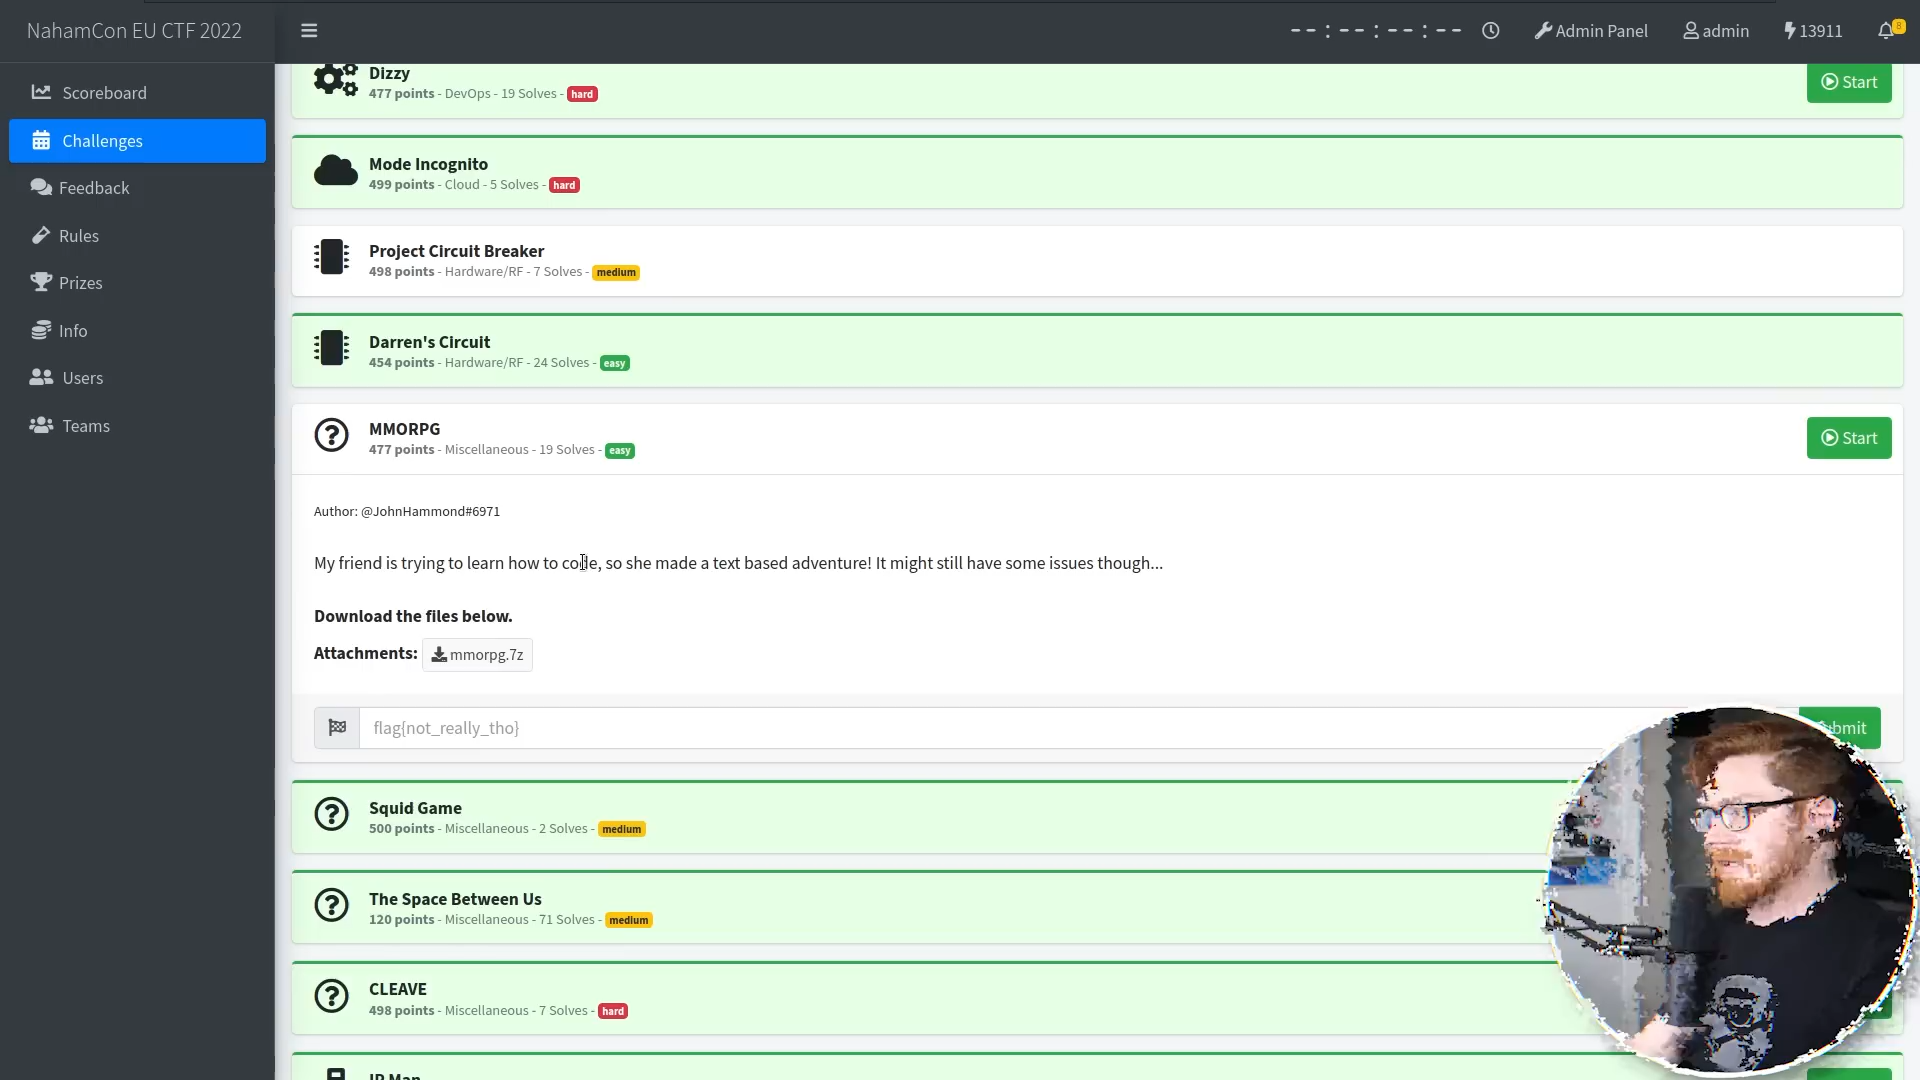 NahamCon EU CTF 2022
-- : -- : -- : --
Admin Panel
admin
13911
8
Scoreboard
Challenges
Feedback
Rules
Prizes
Info
Users
Teams
Dizzy
477 points - DevOps - 19 Solves - hard
Start
Mode Incognito
499 points - Cloud - 5 Solves - hard
Project Circuit Breaker
498 points - Hardware/RF - 7 Solves - medium
Darren's Circuit
454 points - Hardware/RF - 24 Solves - easy
MMORPG
477 points - Miscellaneous - 19 Solves - easy
Start
Author: @JohnHammond#6971
My friend is trying to learn how to code, so she made a text based adventure! It might still have some issues though...
Download the files below.
Attachments: mmorpg.7z
flag{not_really_tho}
Squid Game
500 points - Miscellaneous - 2 Solves - medium
The Space Between Us
120 points - Miscellaneous - 71 Solves - medium
CLEAVE
498 points - Miscellaneous - 7 Solves - hard